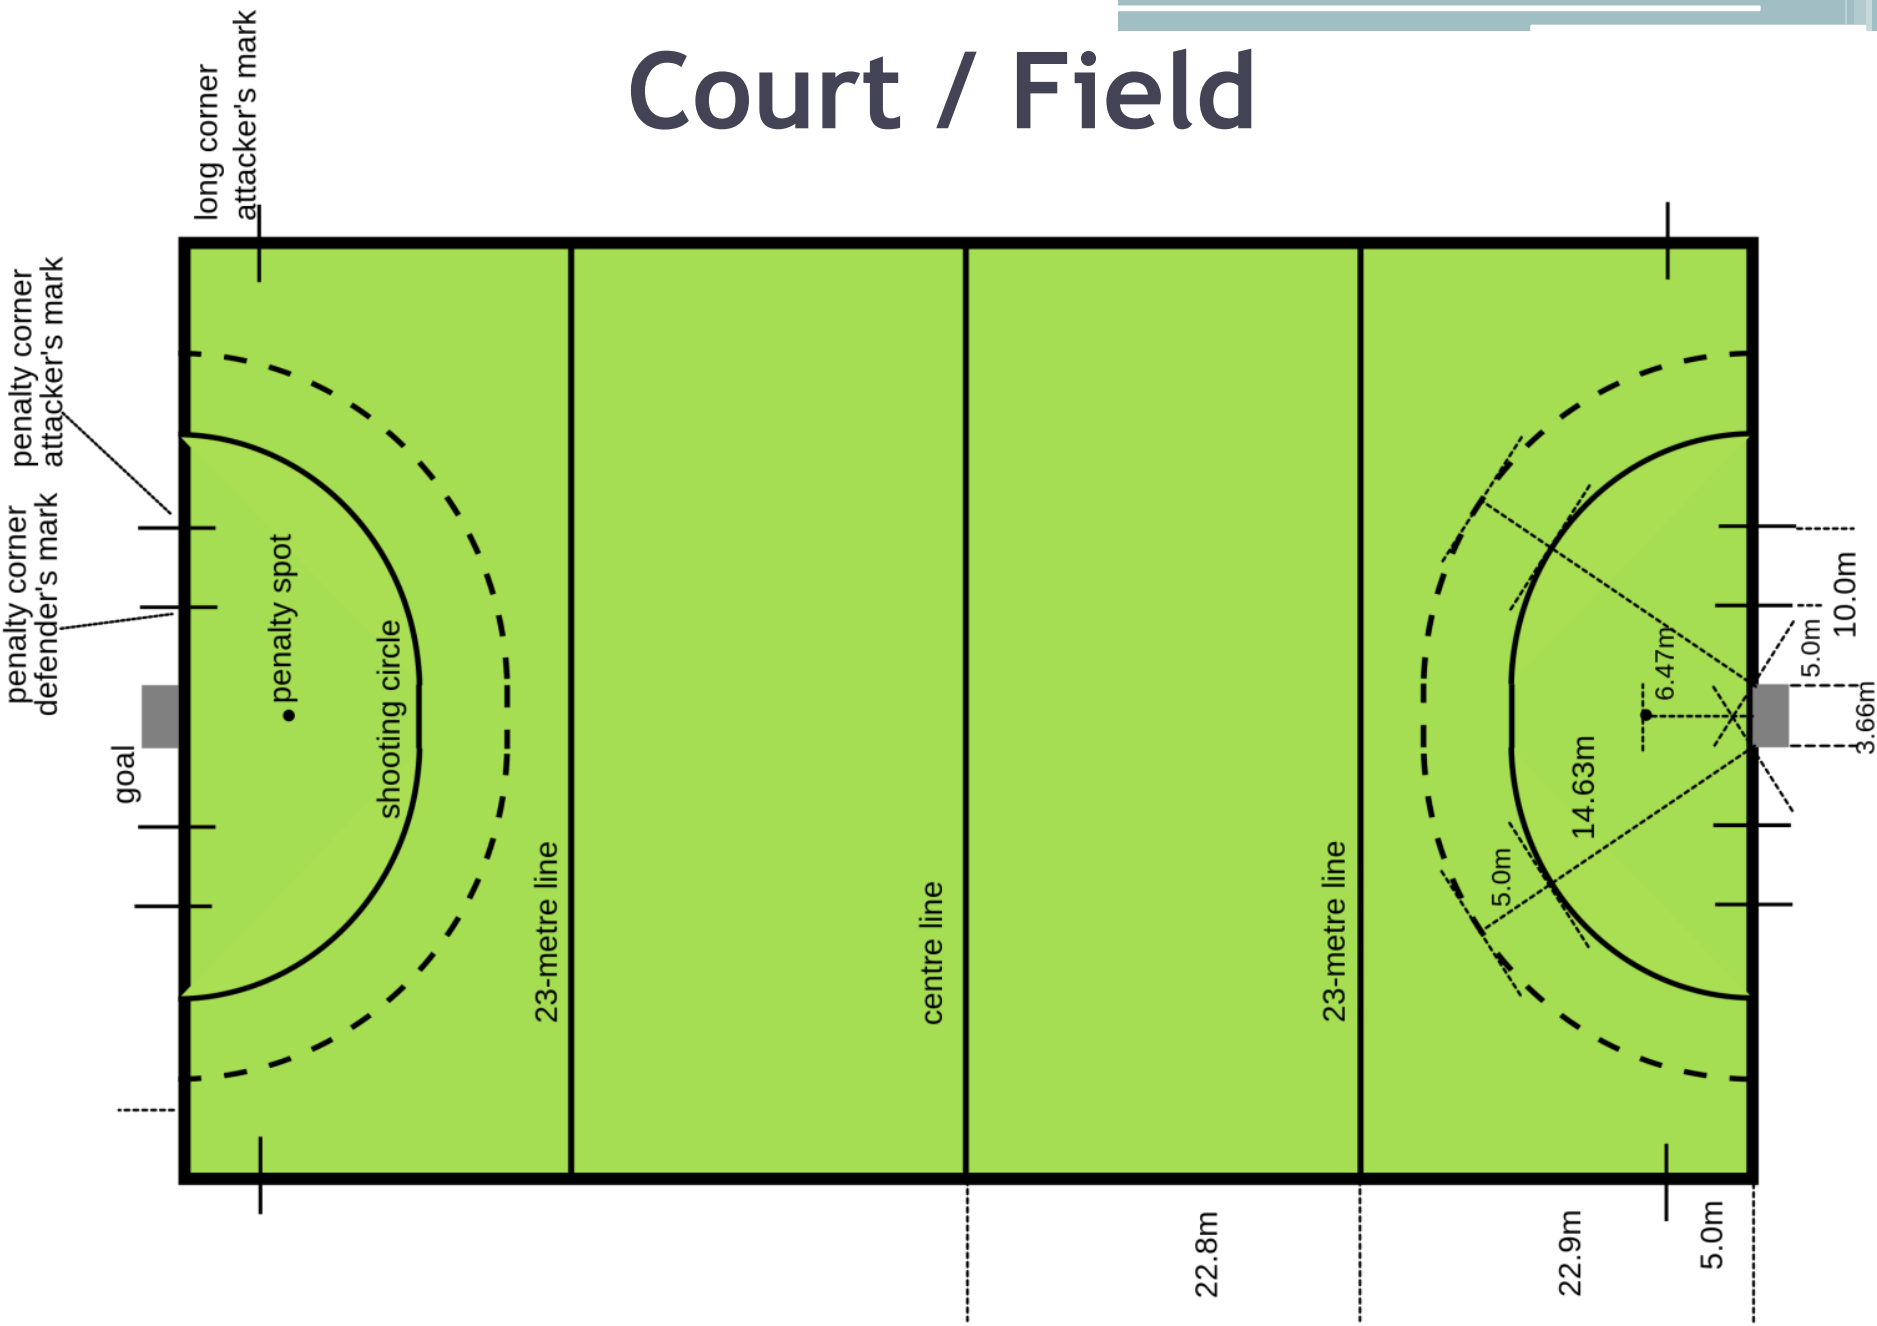 Court / Field
long corner
attacker's mark
penalty corner
attacker's mark
penalty corner
defender's mark
goal
penalty spot
shooting circle
23-metre line
centre line
23-metre line
14.63m
5.0m
6.47m
5.0m
10.0m
3.66m
22.8m
22.9m
5.0m